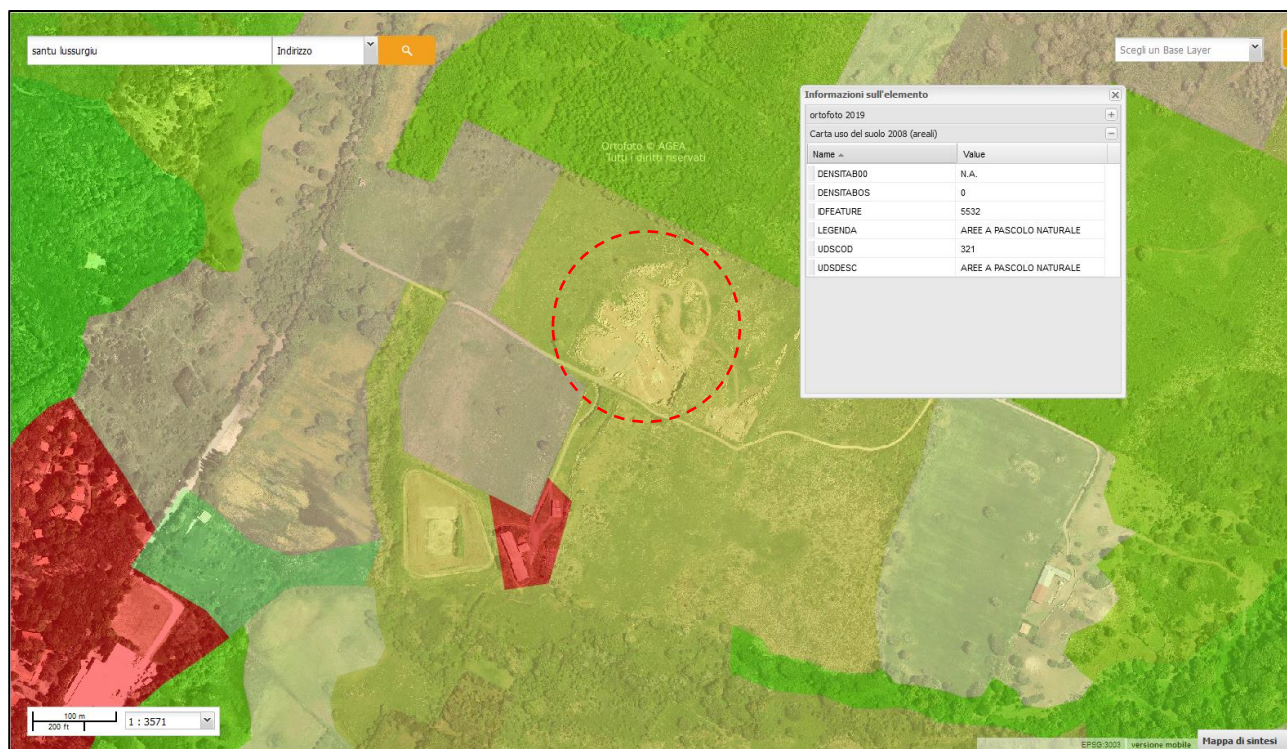 santu lussurgiu Indirizzo
Scegli un Base Layer
Informazioni sull'elemento
ortofoto 2019
Carta uso del suolo 2008 (areali)
Name Value
DENSITAB00 N.A.
DENSITABOS 0
IDFEATURE 5532
LEGENDA AREE A PASCOLO NATURALE
UDSCOD 321
UDSDESC AREE A PASCOLO NATURALE
Ortofoto © AGEA
Tutti i diritti riservati
100 m
200 ft
1 : 3571
EPSG:3003 versione mobile Mappa di sintesi